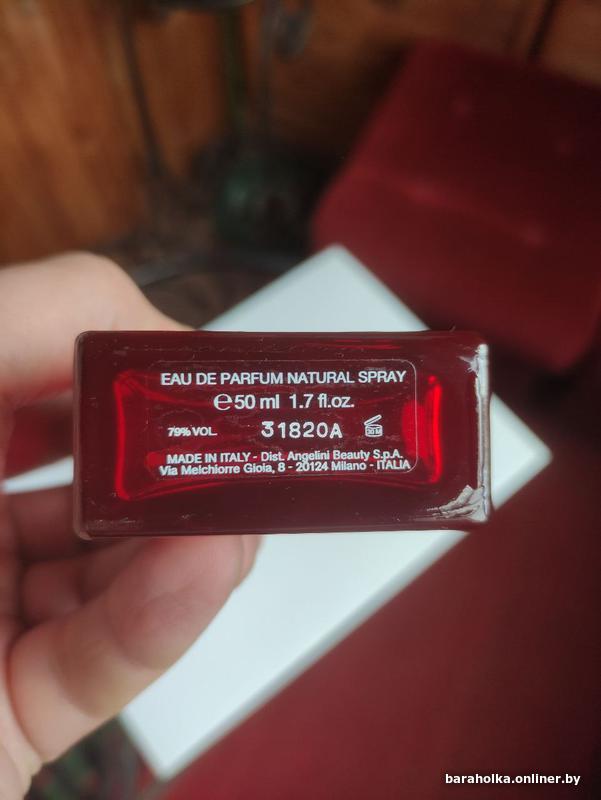 EAU DE PARFUM NATURAL SPRAY
℮50 ml 1.7 fl.oz.
79% VOL. 31820A 30 M
MADE IN ITALY - Dist. Angelini Beauty S.p.A.
Via Melchiorre Gioia, 8 - 20124 Milano - ITALIA
baraholka.onliner.by